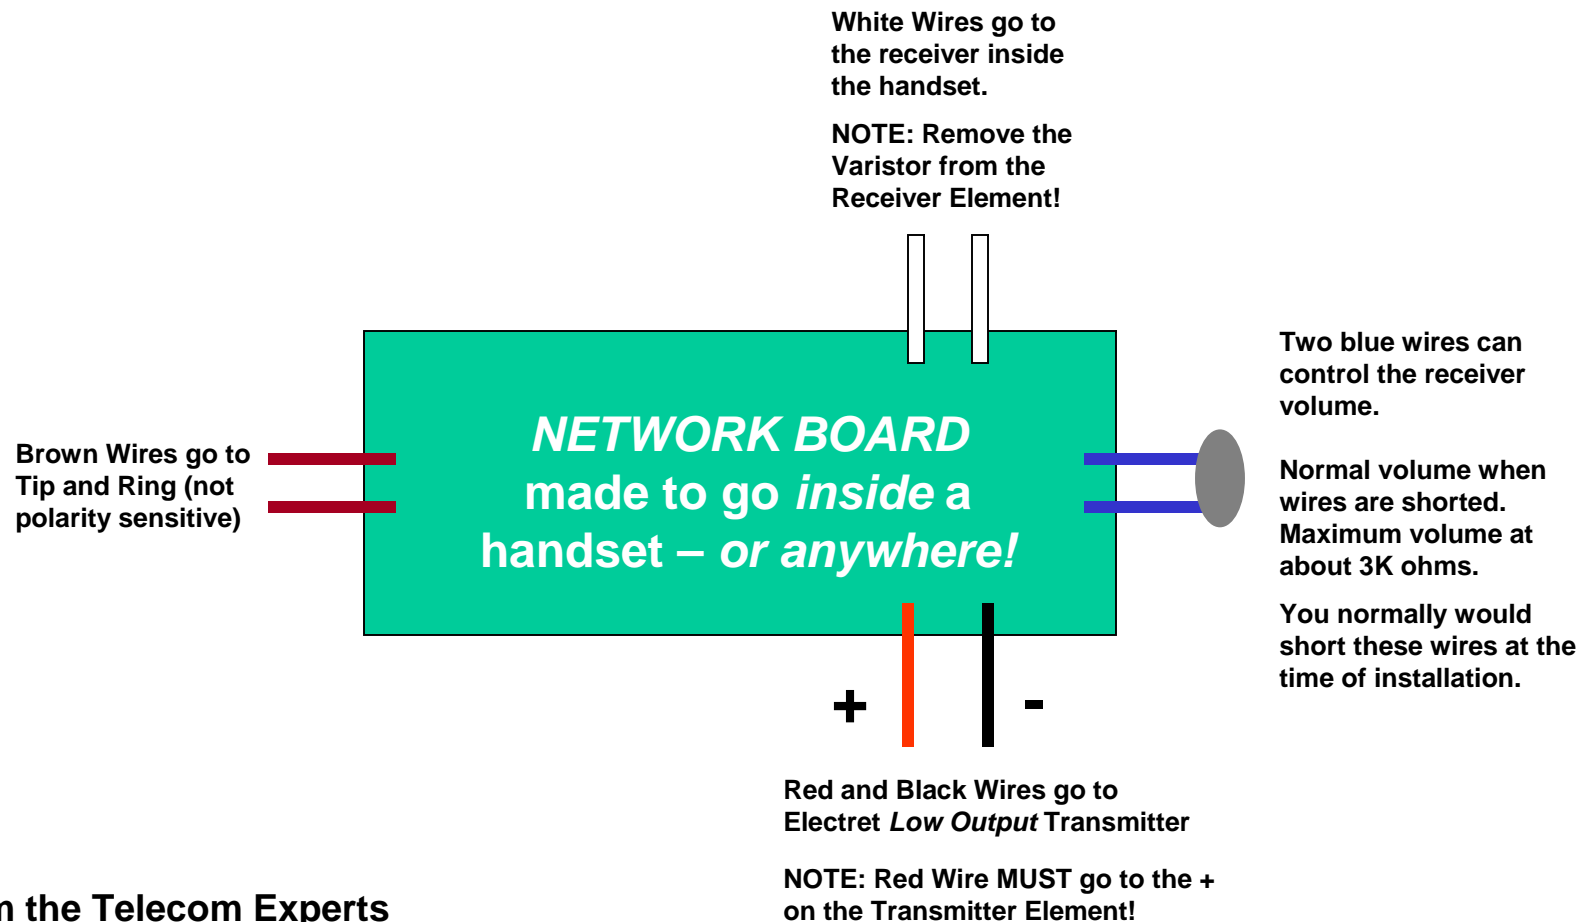 White Wires go to
the receiver inside
the handset.
NOTE: Remove the
Varistor from the
Receiver Element!
Brown Wires go to
Tip and Ring (not
polarity sensitive)
NETWORK BOARD
made to go inside a
handset – or anywhere!
Two blue wires can
control the receiver
volume.
Normal volume when
wires are shorted.
Maximum volume at
about 3K ohms.
You normally would
short these wires at the
time of installation.
+ -
Red and Black Wires go to
Electret Low Output Transmitter
NOTE: Red Wire MUST go to the +
on the Transmitter Element!
the Telecom Experts